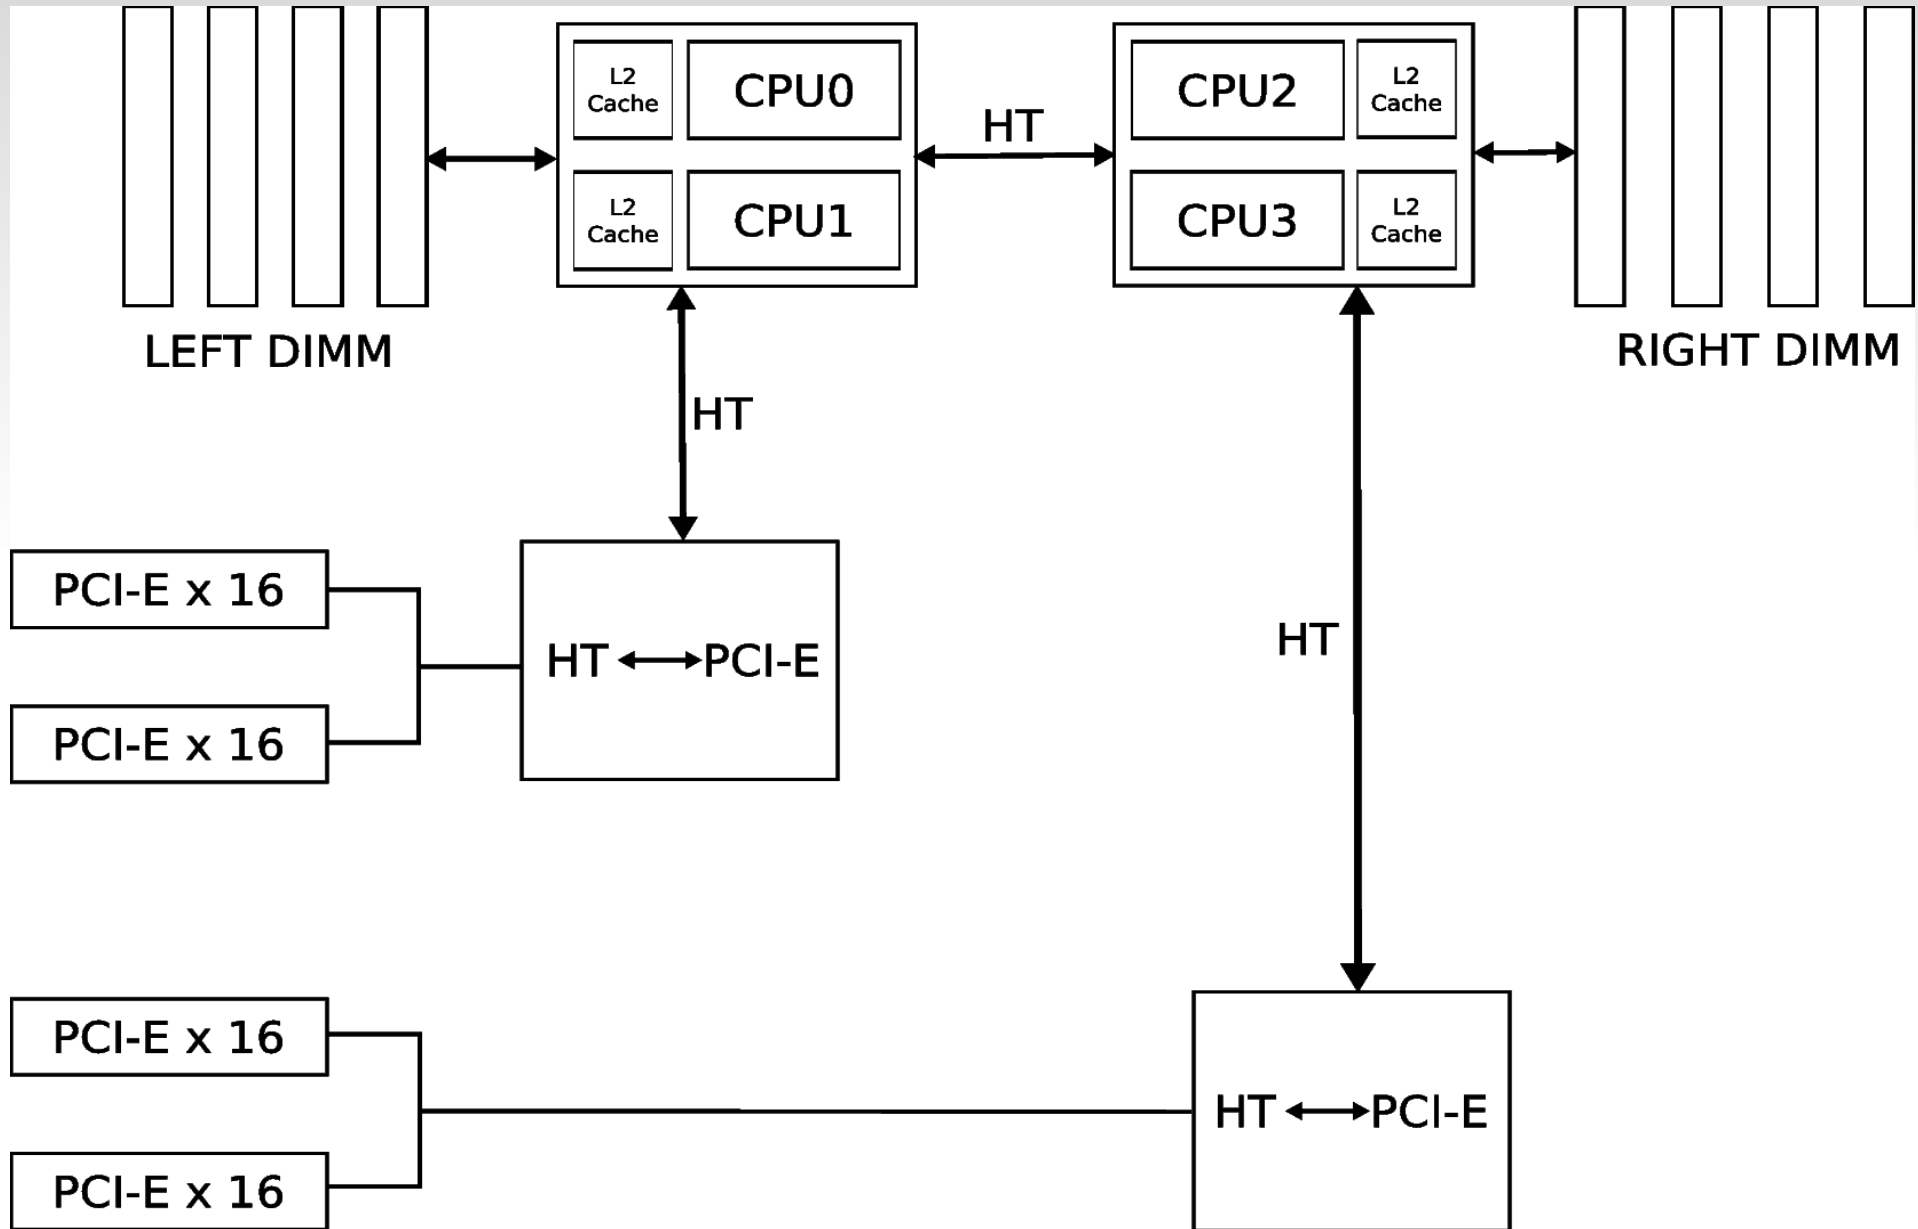 L2
Cache
CPU0
L2
Cache
CPU1
HT
CPU2
L2
Cache
CPU3
L2
Cache
LEFT DIMM
RIGHT DIMM
HT
PCI-E x 16
PCI-E x 16
HT PCI-E
HT
PCI-E x 16
PCI-E x 16
HT PCI-E